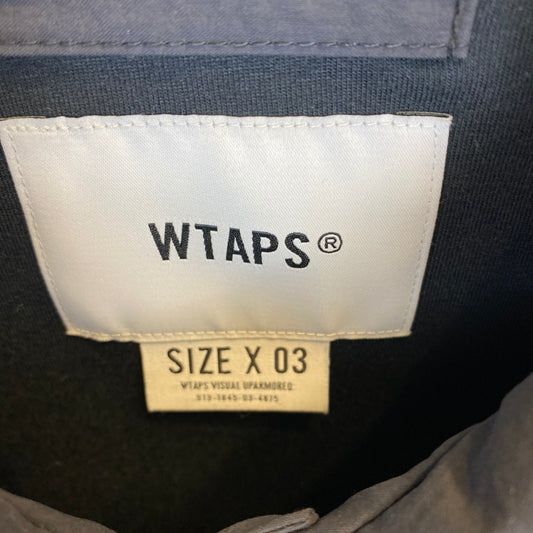 WTAPS®
SIZE X 03
WTAPS VISUAL UPARMORED.